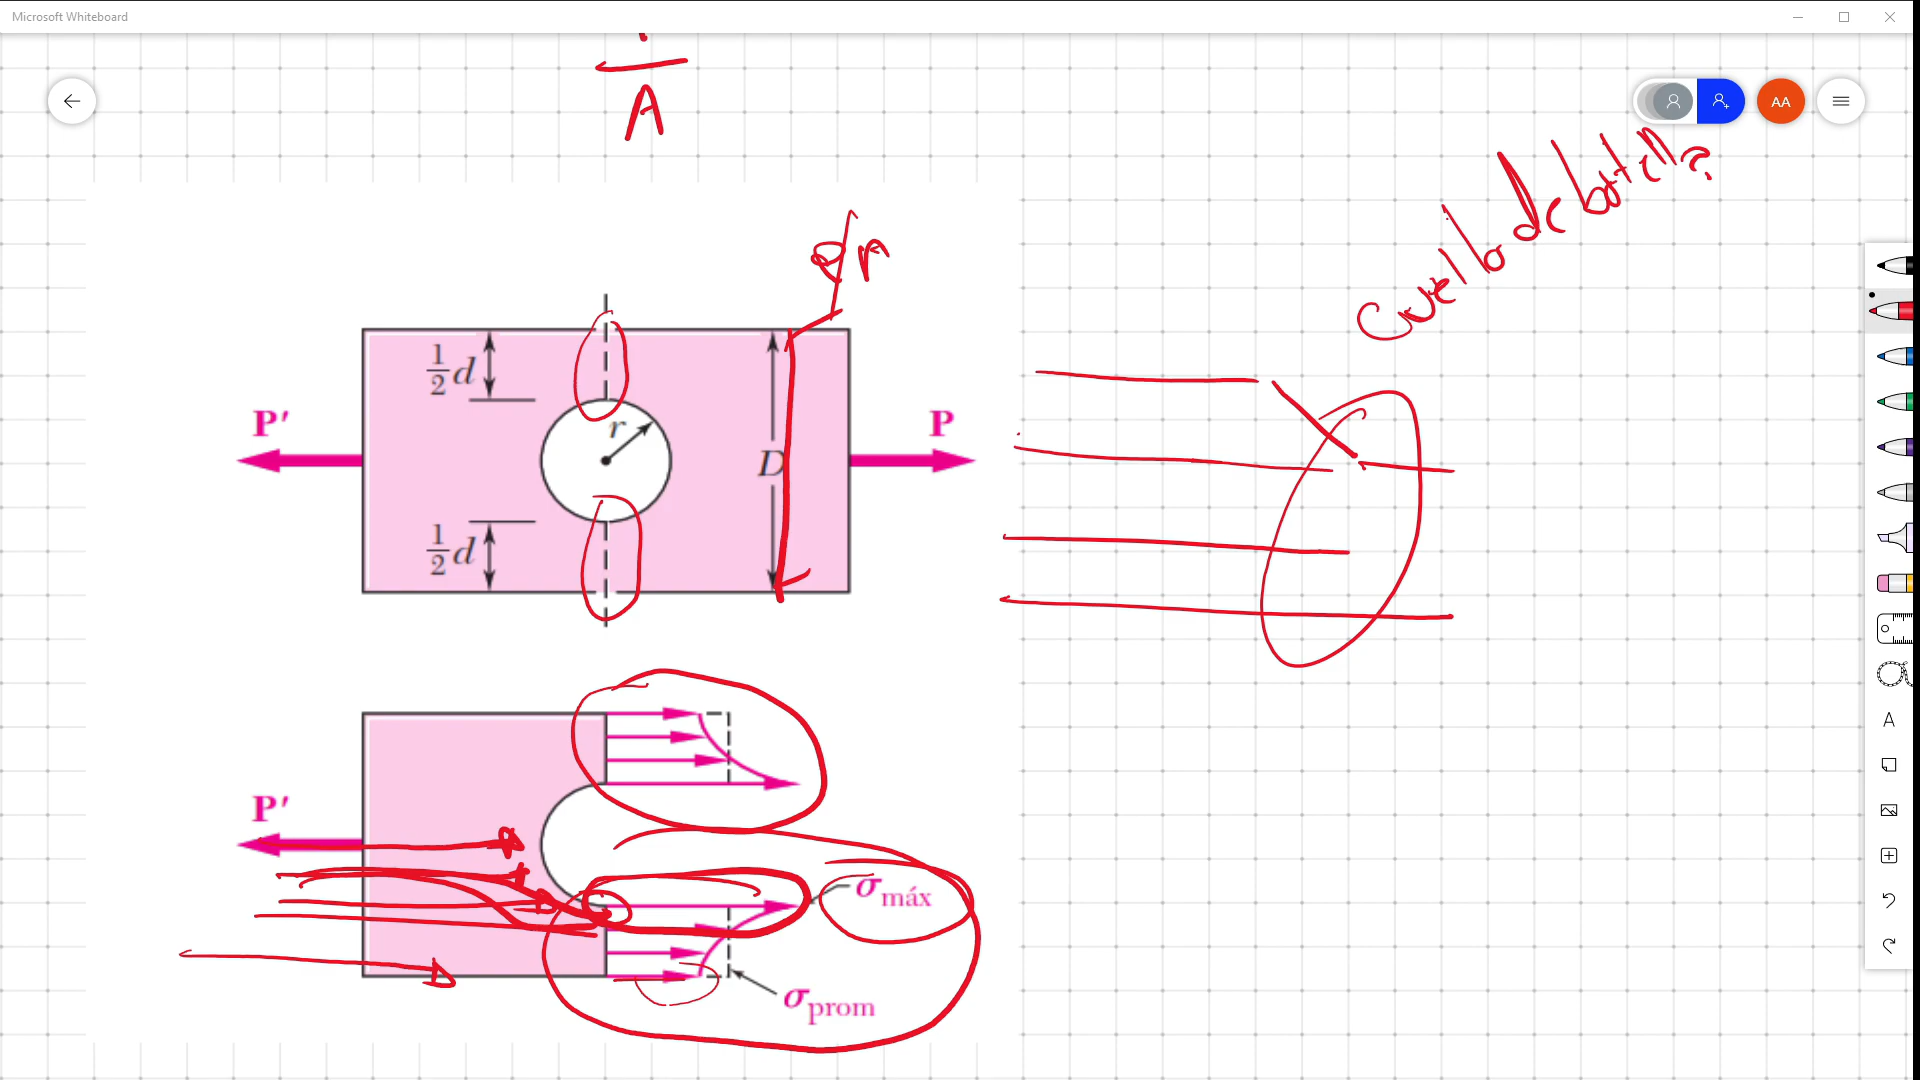 Microsoft Whiteboard
A
AA
Cuello de botella?
1/2 d
P′
r
P
D
1/2 d
P′
σmáx
σprom
A